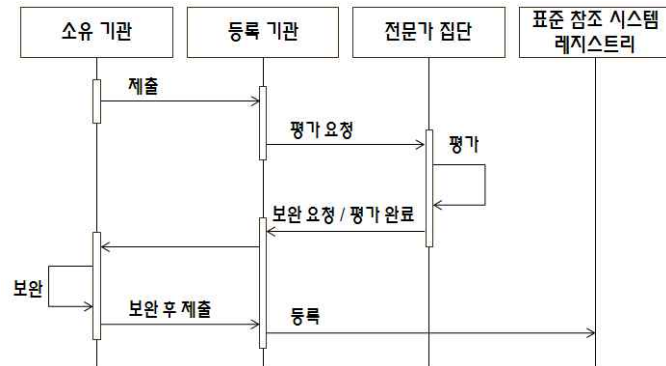 소유 기관
등록 기관
전문가 집단
표준 참조 시스템
레지스트리
제출
평가 요청
평가
보완 요청 / 평가 완료
보완
보완 후 제출
등록